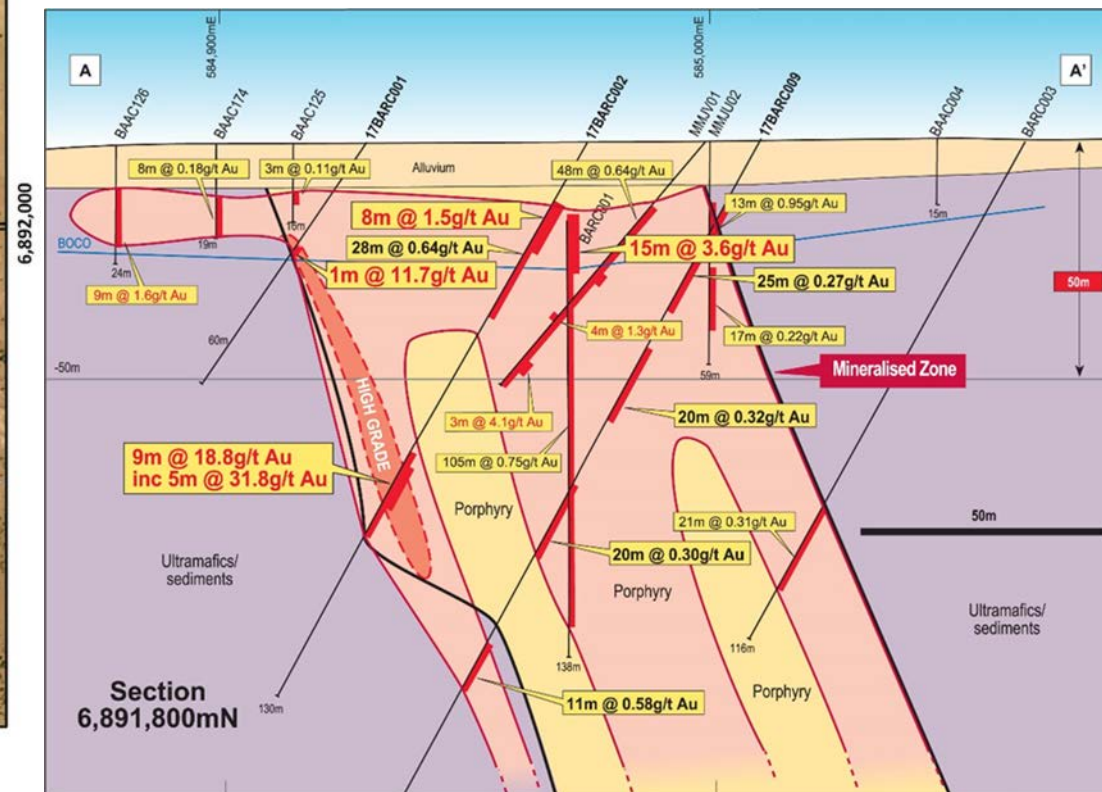 6,892,000
A
A'
584,900mE
585,000mE
BAAC126
BAAC174
BAAC125
17BARC001
17BARC002
MMJV01
MMJU02
17BARC009
BAAC004
BARC003
Alluvium
8m @ 0.18g/t Au
3m @ 0.11g/t Au
48m @ 0.64g/t Au
13m @ 0.95g/t Au
8m @ 1.5g/t Au
BARC001
28m @ 0.64g/t Au
15m @ 3.6g/t Au
16m
19m
15m
BOCO
24m
1m @ 11.7g/t Au
25m @ 0.27g/t Au
50m
9m @ 1.6g/t Au
4m @ 1.3g/t Au
17m @ 0.22g/t Au
60m
-50m
59m
Mineralised Zone
HIGH GRADE
3m @ 4.1g/t Au
20m @ 0.32g/t Au
9m @ 18.8g/t Au
inc 5m @ 31.8g/t Au
105m @ 0.75g/t Au
Porphyry
21m @ 0.31g/t Au
50m
20m @ 0.30g/t Au
Ultramafics/
sediments
Porphyry
Ultramafics/
sediments
116m
138m
Porphyry
Section
6,891,800mN
130m
11m @ 0.58g/t Au